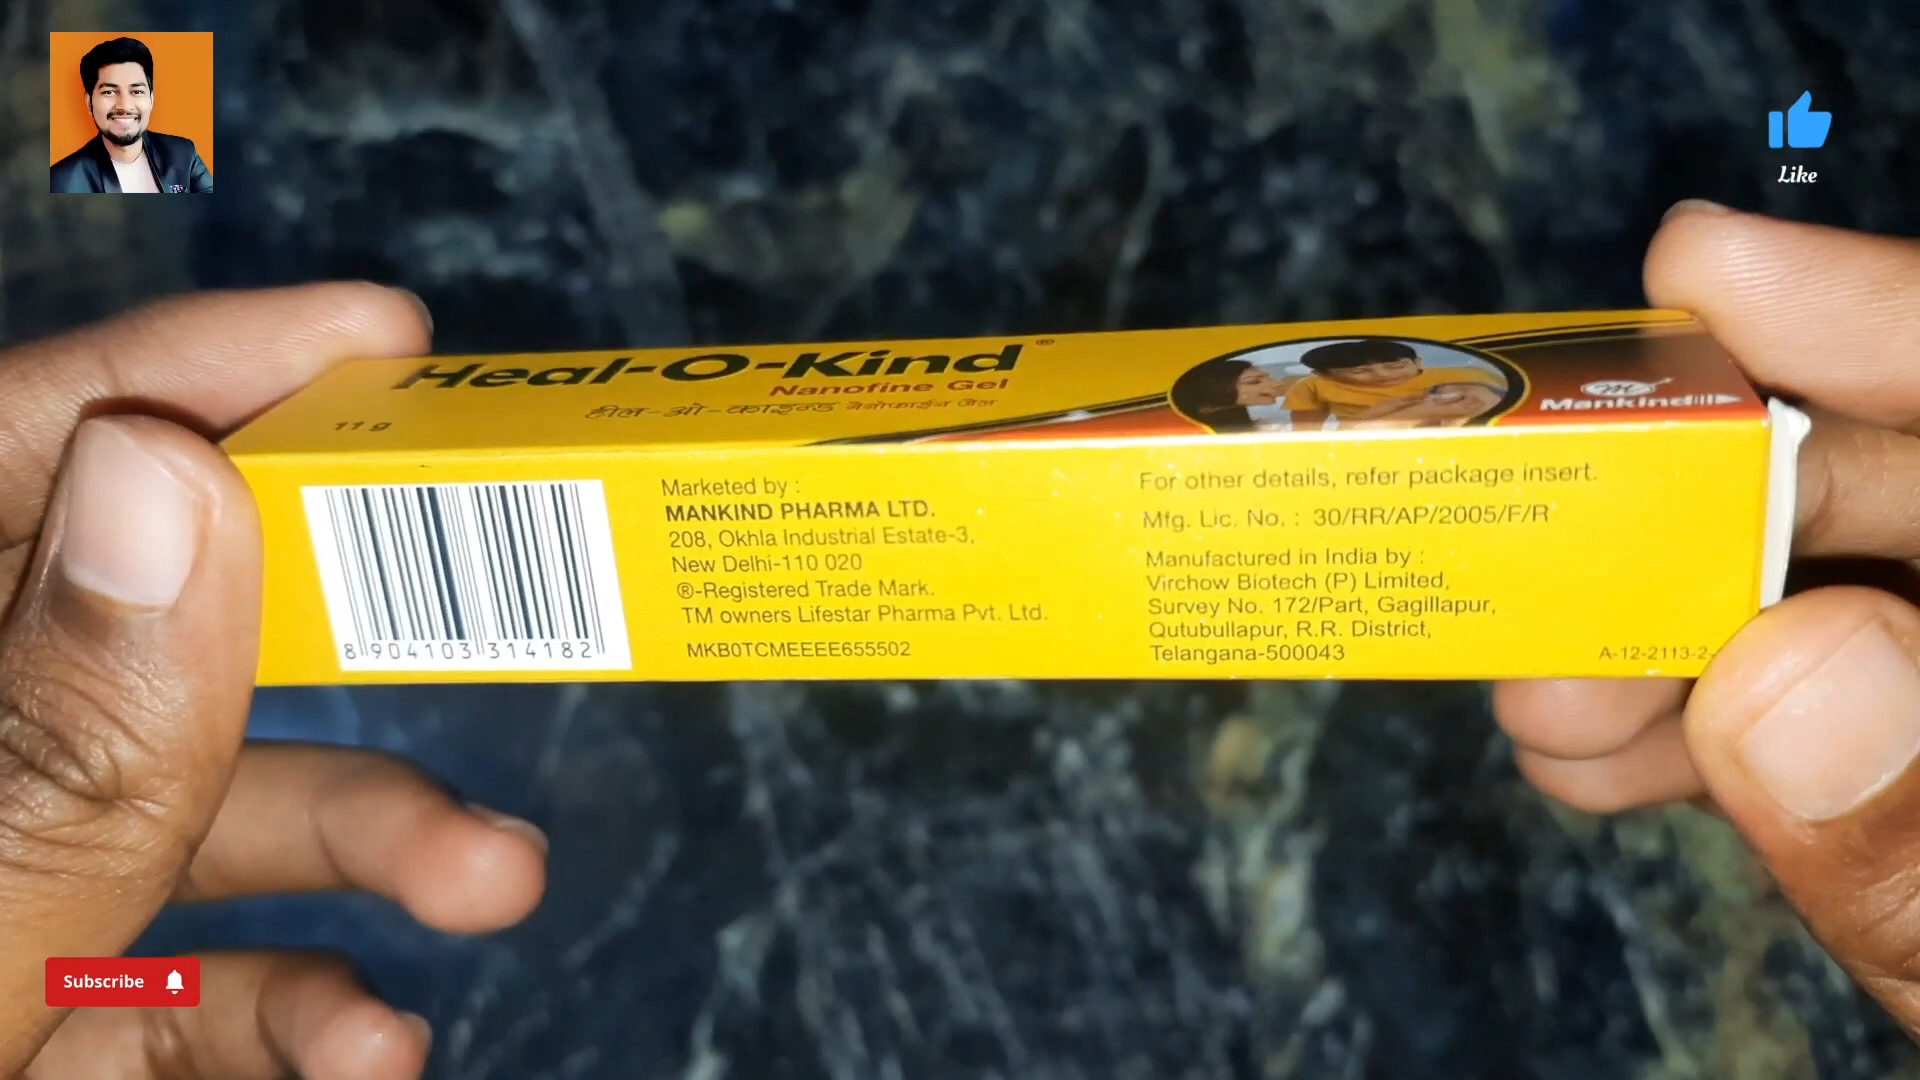 Like
Heal-O-Kind®
Nanofine Gel
हील-ओ-काइन्ड नैनोफाईन जैल
11 g
Mankind
8 904103 314182
Marketed by :
MANKIND PHARMA LTD.
208, Okhla Industrial Estate-3,
New Delhi-110 020
®-Registered Trade Mark.
TM owners Lifestar Pharma Pvt. Ltd.
MKB0TCMEEEE655502
For other details, refer package insert.
Mfg. Lic. No. : 30/RR/AP/2005/F/R
Manufactured in India by :
Virchow Biotech (P) Limited,
Survey No. 172/Part, Gagillapur,
Qutubullapur, R.R. District,
Telangana-500043
A-12-2113-2-
Subscribe